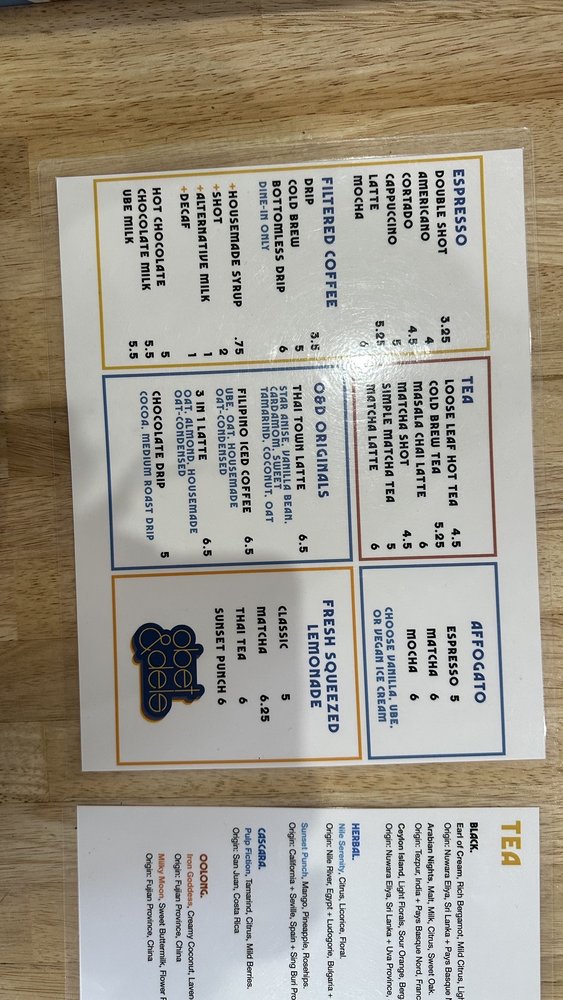 ESPRESSO
DOUBLE SHOT 3.25
AMERICANO 4
CORTADO 4.5
CAPPUCCINO 5
LATTE 5.25
MOCHA 6
FILTERED COFFEE
DRIP 3.5
COLD BREW 5
BOTTOMLESS DRIP 6
DINE-IN ONLY
+HOUSEMADE SYRUP .75
+SHOT 2
+ALTERNATIVE MILK 1
+DECAF 1
HOT CHOCOLATE 5
CHOCOLATE MILK 5.5
UBE MILK 5.5
TEA
LOOSE LEAF HOT TEA 4.5
COLD BREW TEA 5.25
MASALA CHAI LATTE 6
MATCHA SHOT 4.5
SIMPLE MATCHA TEA 5
MATCHA LATTE 6
O&D ORIGINALS
THAI TOWN LATTE 6.5
STAR ANISE, VANILLA BEAN,
CARDAMOM, SWEET
TAMARIND, COCONUT, OAT
FILIPINO ICED COFFEE 6.5
UBE, OAT, HOUSEMADE
OAT-CONDENSED
3 IN 1 LATTE 6.5
OAT, ALMOND, HOUSEMADE
OAT-CONDENSED
CHOCOLATE DRIP 5
COCOA, MEDIUM ROAST DRIP
AFFOGATO
ESPRESSO 5
MATCHA 6
MOCHA 6
CHOOSE VANILLA, UBE,
OR VEGAN ICE CREAM
FRESH SQUEEZED
LEMONADE
CLASSIC 5
MATCHA 6.25
THAI TEA 6
SUNSET PUNCH 6
obet
&dels
TEA
BLACK.
Earl of Cream, Rich Bergamot, Mild Citrus,
Origin: Nuwara Eliya, Sri Lanka + Pays Basque
Arabian Nights, Malt, Milk, Citrus, Sweet Oak.
Origin: Tezpur, India + Pays Basque Nord,
Ceylon Island, Light Florals, Sour Orange,
Origin: Nuwara Eliya, Sri Lanka + Uva Province,
HERBAL.
Nile Serenity, Citrus, Licorice, Floral.
Origin: Nile River, Egypt + Ludogorie, Bulgaria +
Sunset Punch, Mango, Pineapple, Rosehips.
Origin: California + Seville, Spain + Sing Buri
CASCARA.
Pulp Fiction, Tamarind, Citrus, Mild Berries.
Origin: San Juan, Costa Rica
OOLONG.
Iron Goddess, Creamy Coconut,
Origin: Fujian Province, China
Milky Moon, Sweet Buttermilk, Flower
Origin: Fujian Province, China